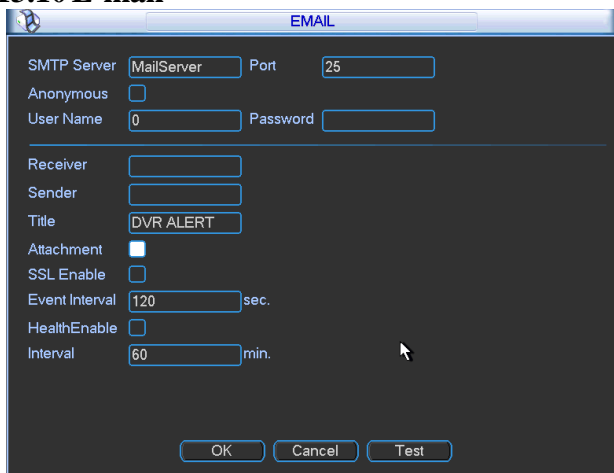 EMAIL
SMTP Server MailServer Port 25
Anonymous
User Name 0 Password
Receiver
Sender
Title DVR ALERT
Attachment
SSL Enable
Event Interval 120 sec.
HealthEnable
Interval 60 min.
OK Cancel Test